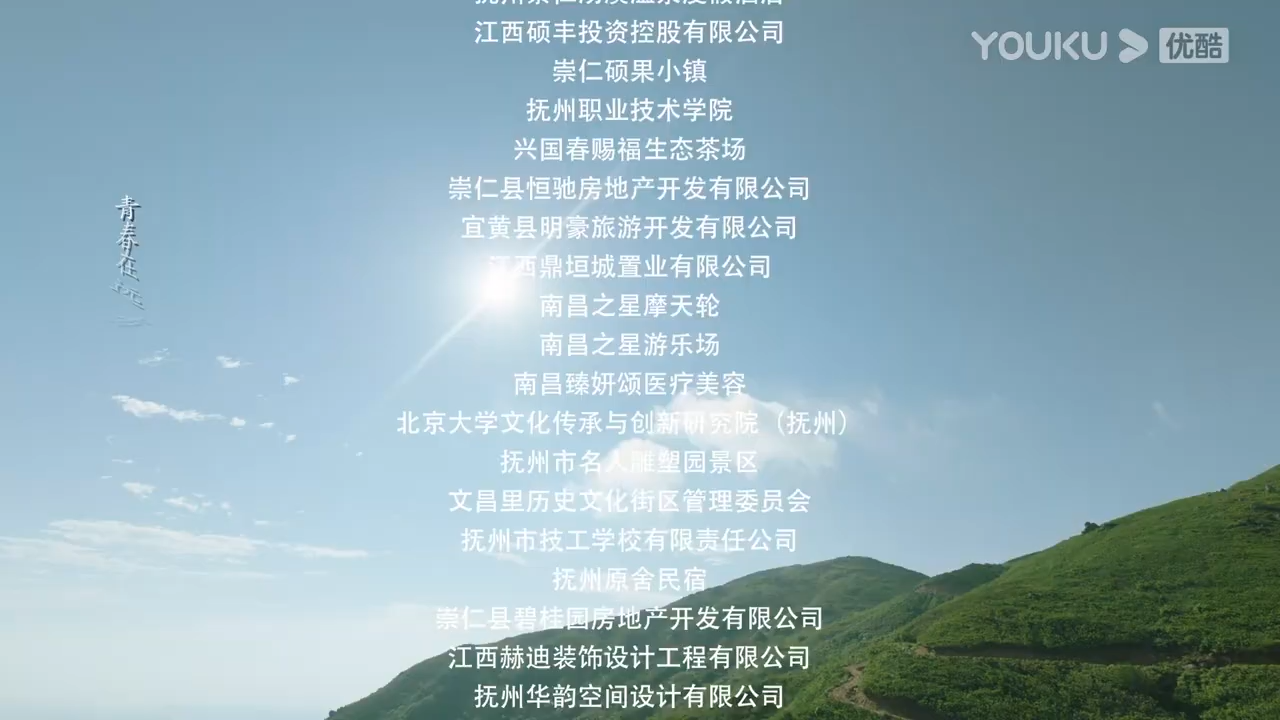 江西硕丰投资控股有限公司
YOUKU 优酷
崇仁硕果小镇
抚州职业技术学院
兴国春赐福生态茶场
崇仁县恒驰房地产开发有限公司
青春在
宜黄县明豪旅游开发有限公司
江西鼎垣城置业有限公司
南昌之星摩天轮
南昌之星游乐场
南昌臻妍颂医疗美容
北京大学文化传承与创新研究院（抚州）
抚州市名人雕塑园景区
文昌里历史文化街区管理委员会
抚州市技工学校有限责任公司
抚州原舍民宿
崇仁县碧桂园房地产开发有限公司
江西赫迪装饰设计工程有限公司
抚州华韵空间设计有限公司